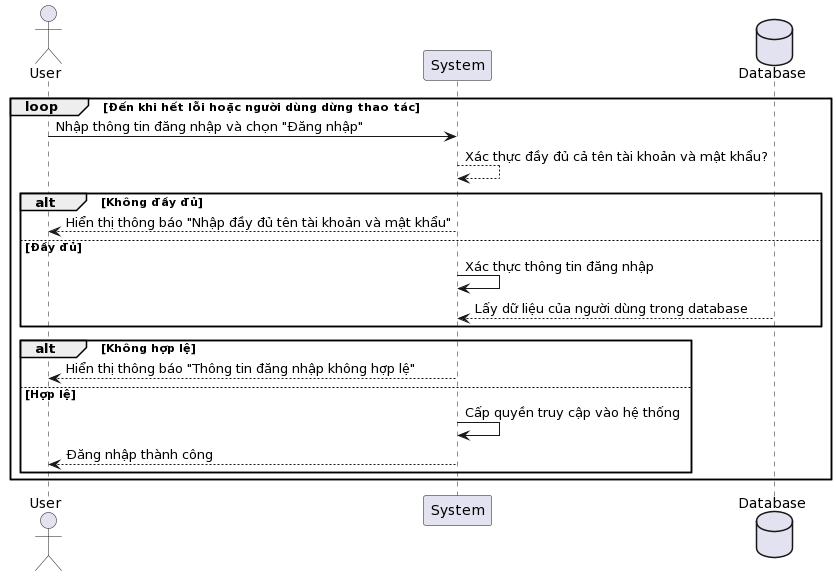 User
System
Database
loop [Đến khi hết lỗi hoặc người dùng dừng thao tác]
Nhập thông tin đăng nhập và chọn "Đăng nhập"
Xác thực đầy đủ cả tên tài khoản và mật khẩu?
alt [Không đầy đủ]
Hiển thị thông báo "Nhập đầy đủ tên tài khoản và mật khẩu"
[Đầy đủ]
Xác thực thông tin đăng nhập
Lấy dữ liệu của người dùng trong database
alt [Không hợp lệ]
Hiển thị thông báo "Thông tin đăng nhập không hợp lệ"
[Hợp lệ]
Cấp quyền truy cập vào hệ thống
Đăng nhập thành công
User
System
Database